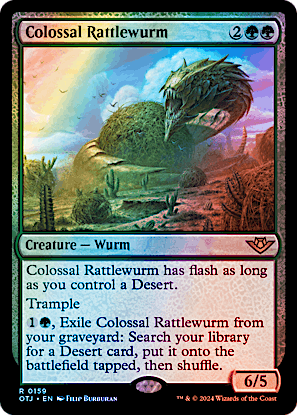 Colossal Rattlewurm 2
Creature — Wurm
Colossal Rattlewurm has flash as long
as you control a Desert.
Trample
1, Exile Colossal Rattlewurm from
your graveyard: Search your library
for a Desert card, put it onto the
battlefield tapped, then shuffle.
6/5
R 0159
OTJ • EN Filip Burburan
™ & © 2024 Wizards of the Coast